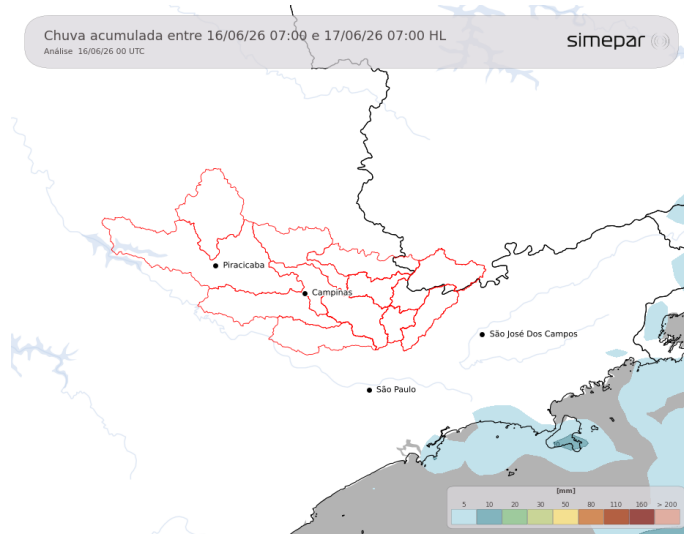 Chuva acumulada entre 16/06/26 07:00 e 17/06/26 07:00 HL
Análise 16/06/26 00 UTC
simepar
Piracicaba
Campinas
São José Dos Campos
São Paulo
[mm]
5 10 20 30 50 80 110 160 > 200